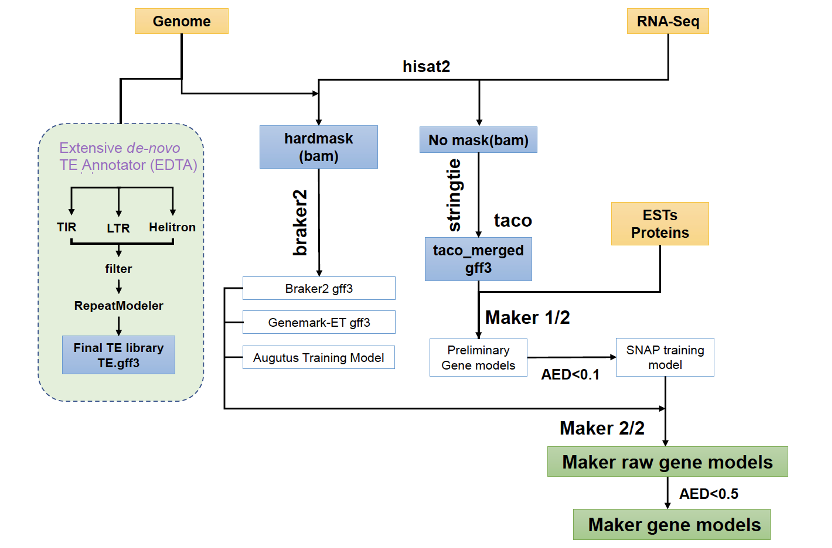 Genome
RNA-Seq
hisat2
Extensive de-novo
TE Annotator (EDTA)
TIR
LTR
Helitron
filter
RepeatModeler
Final TE library
TE.gff3
hardmask
(bam)
No mask(bam)
braker2
stringtie
taco
ESTs
Proteins
taco_merged
gff3
Braker2 gff3
Genemark-ET gff3
Augutus Training Model
Maker 1/2
Preliminary
Gene models
AED<0.1
SNAP training
model
Maker 2/2
Maker raw gene models
AED<0.5
Maker gene models